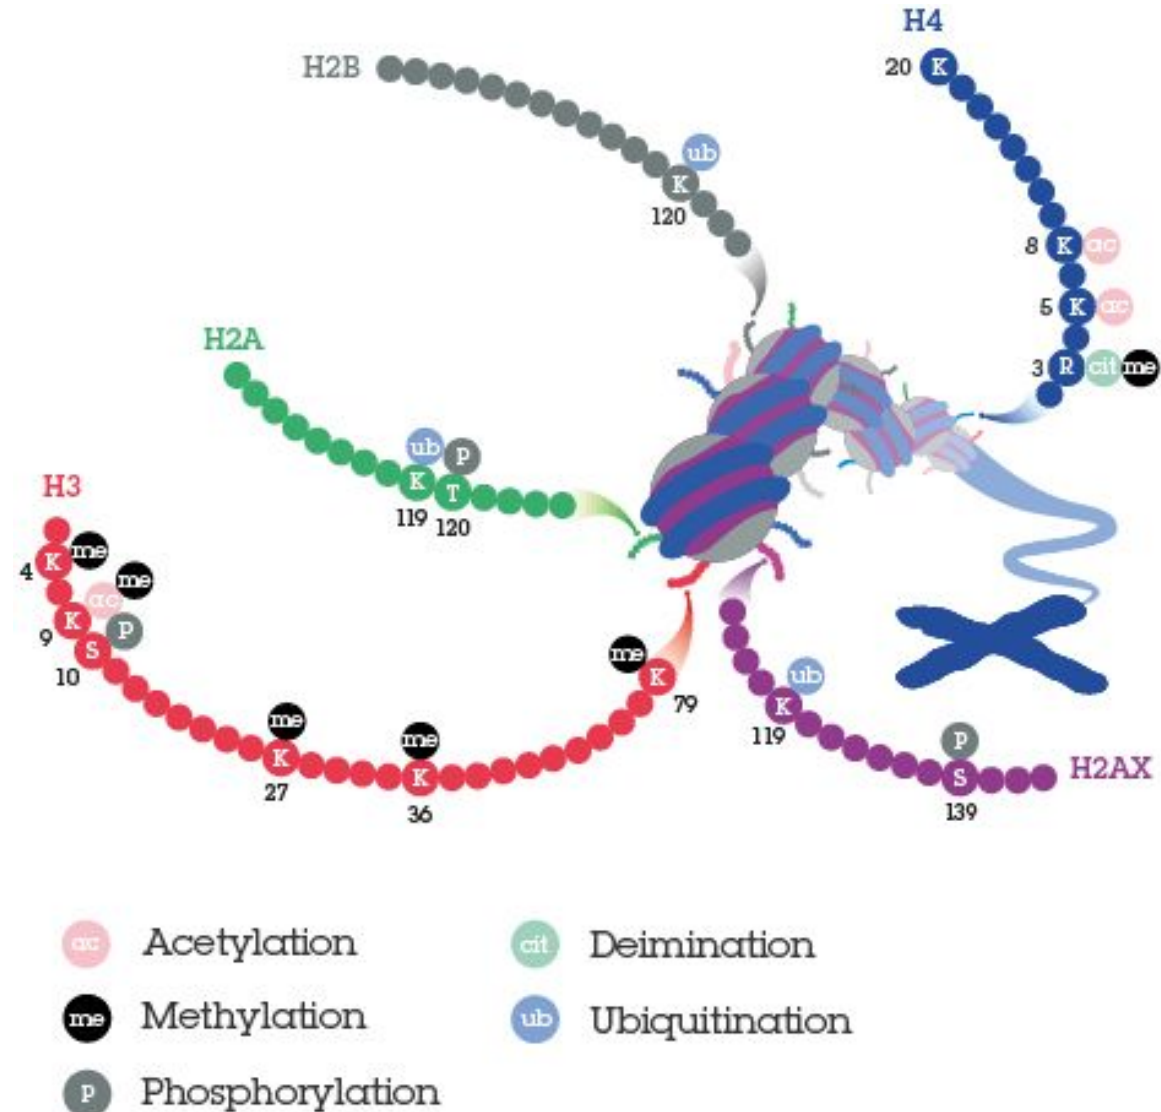 H4
20 K
H2B
ub
K
120
8 K ac
5 K ac
3 R cit me
H2A
ub P
K T
119 120
H3
4 K me
me
ac
9 K
P
10 S
me
K
27
me
K
36
me
K
79
ub
K
119
P
S
139
H2AX
ac Acetylation
me Methylation
P Phosphorylation
cit Deimination
ub Ubiquitination